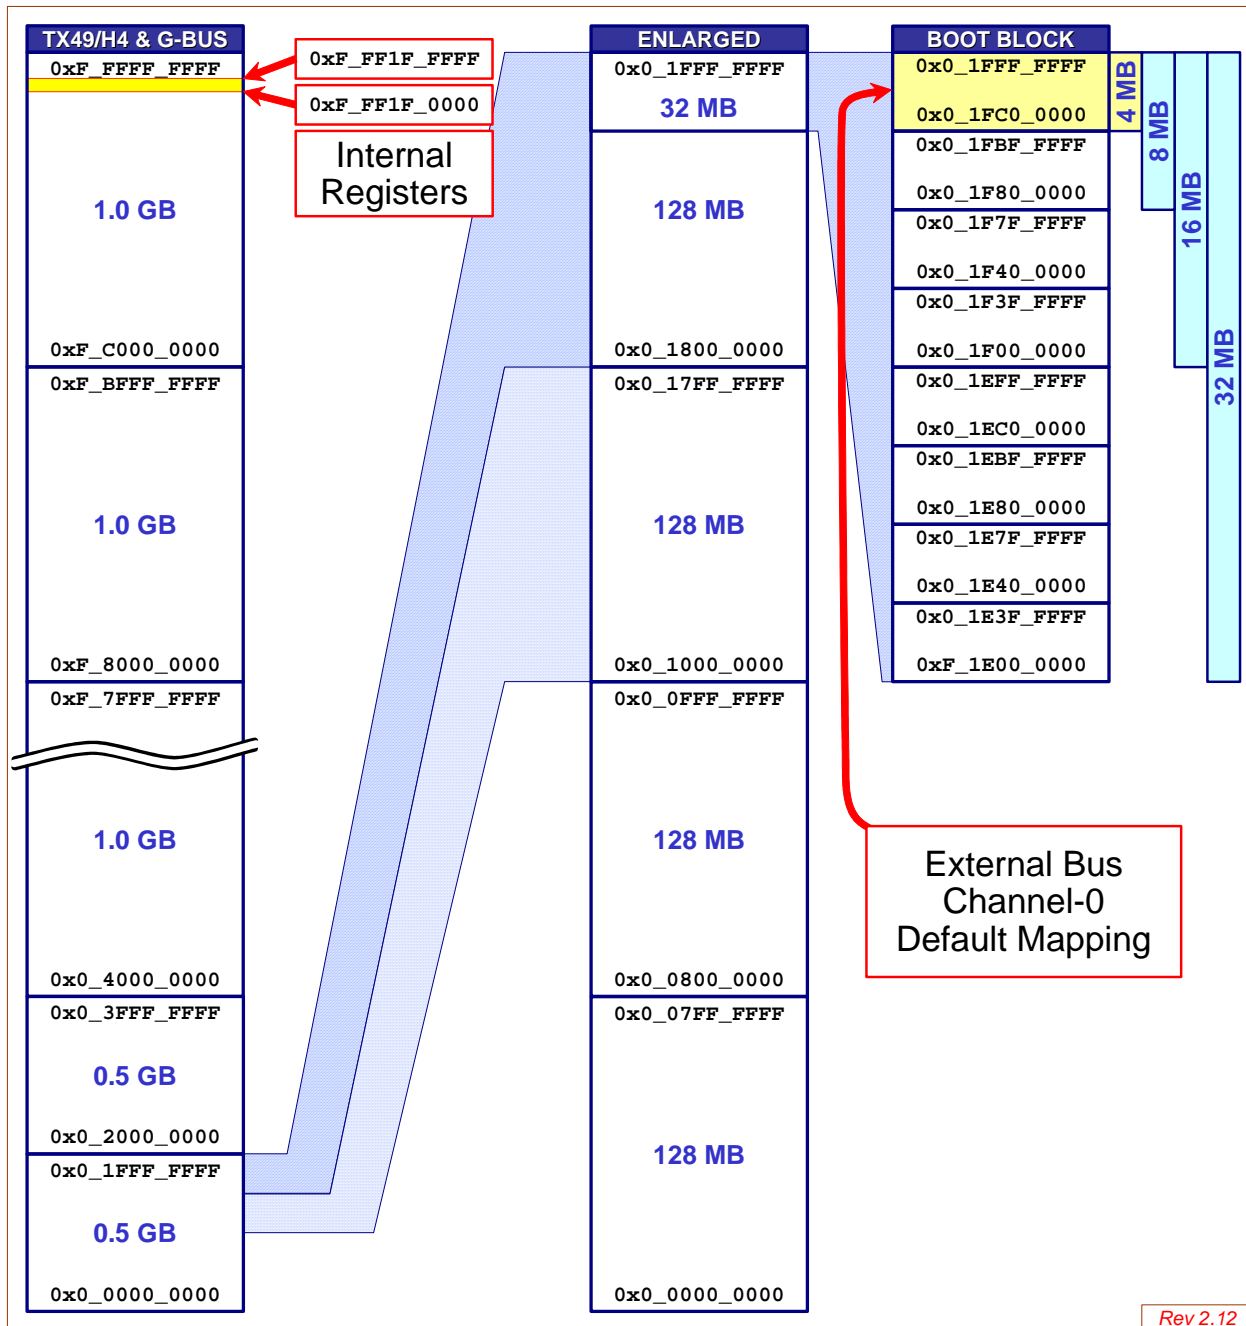 TX49/H4 & G-BUS
0xF_FFFF_FFFF
1.0 GB
0xF_C000_0000
0xF_BFFF_FFFF
1.0 GB
0xF_8000_0000
0xF_7FFF_FFFF
1.0 GB
0x0_4000_0000
0x0_3FFF_FFFF
0.5 GB
0x0_2000_0000
0x0_1FFF_FFFF
0.5 GB
0x0_0000_0000
0xF_FF1F_FFFF
0xF_FF1F_0000
Internal
Registers
ENLARGED
0x0_1FFF_FFFF
32 MB
128 MB
0x0_1800_0000
0x0_17FF_FFFF
128 MB
0x0_1000_0000
0x0_0FFF_FFFF
128 MB
0x0_0800_0000
0x0_07FF_FFFF
128 MB
0x0_0000_0000
BOOT BLOCK
0x0_1FFF_FFFF
0x0_1FC0_0000
0x0_1FBF_FFFF
0x0_1F80_0000
0x0_1F7F_FFFF
0x0_1F40_0000
0x0_1F3F_FFFF
0x0_1F00_0000
0x0_1EFF_FFFF
0x0_1EC0_0000
0x0_1EBF_FFFF
0x0_1E80_0000
0x0_1E7F_FFFF
0x0_1E40_0000
0x0_1E3F_FFFF
0xF_1E00_0000
4 MB
8 MB
16 MB
32 MB
External Bus
Channel-0
Default Mapping
Rev 2.12